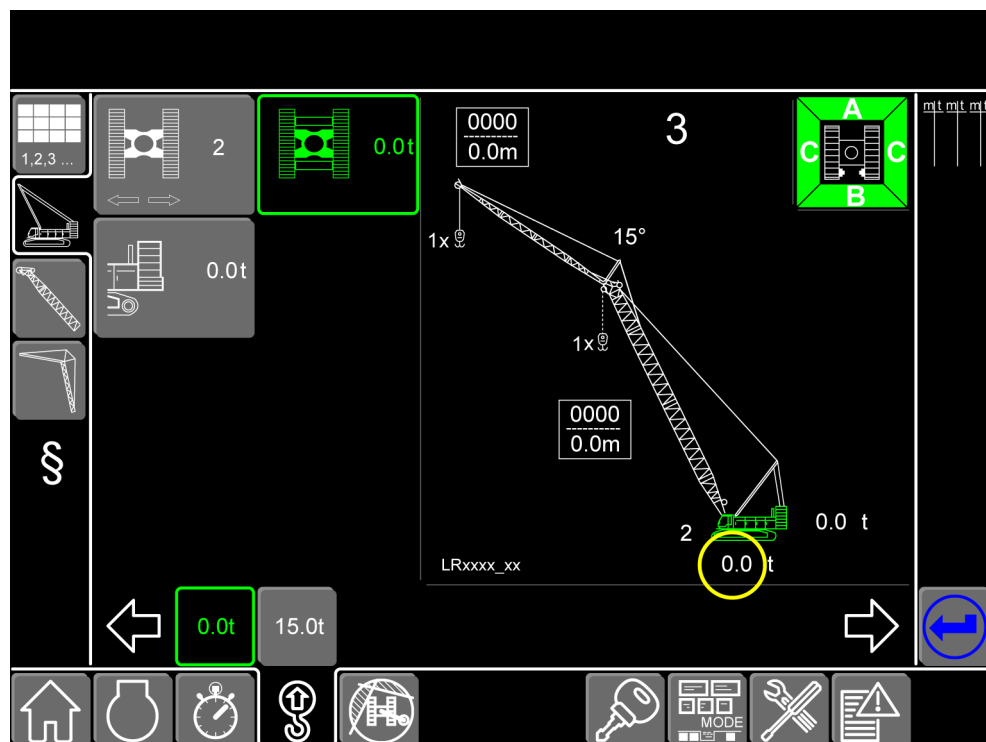 1,2,3 ...
2
0.0t
0.0t
§
0000
0.0m
3
A
C
C
B
m|t m|t m|t
1x
15°
1x
0000
0.0m
2
0.0 t
LRxxxx_xx
0.0 t
0.0t
15.0t
MODE